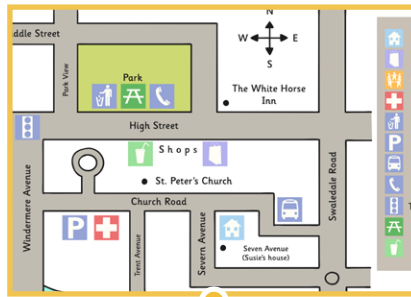 N
W E
S
ddle Street
Park View
Park
The White Horse
Inn
High Street
Shops
St. Peter's Church
Church Road
Windermere Avenue
Trent Avenue
Severn Avenue
Swaledale Road
Seven Avenue
(Susie's house)
P
P
T